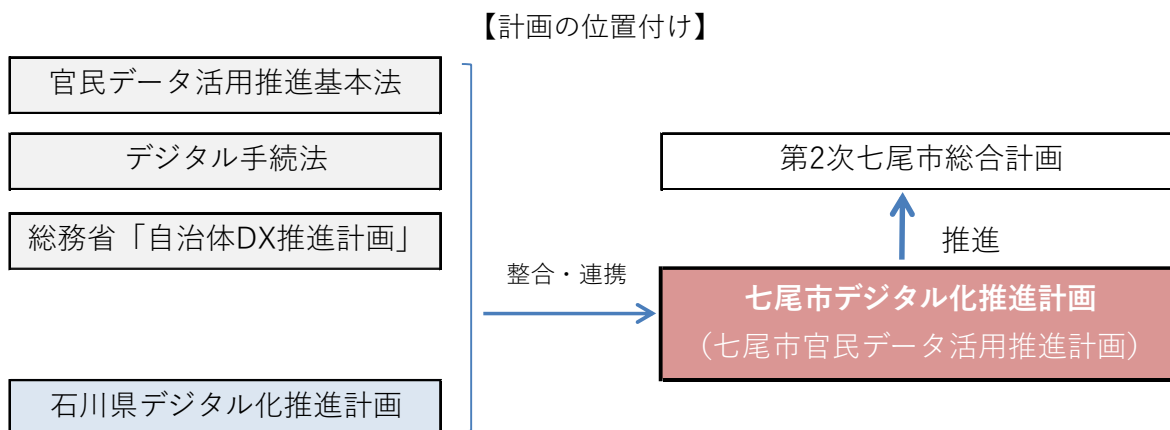 【計画の位置付け】
官民データ活用推進基本法
デジタル手続法
総務省「自治体DX推進計画」
石川県デジタル化推進計画
整合・連携
第2次七尾市総合計画
推進
七尾市デジタル化推進計画
（七尾市官民データ活用推進計画）